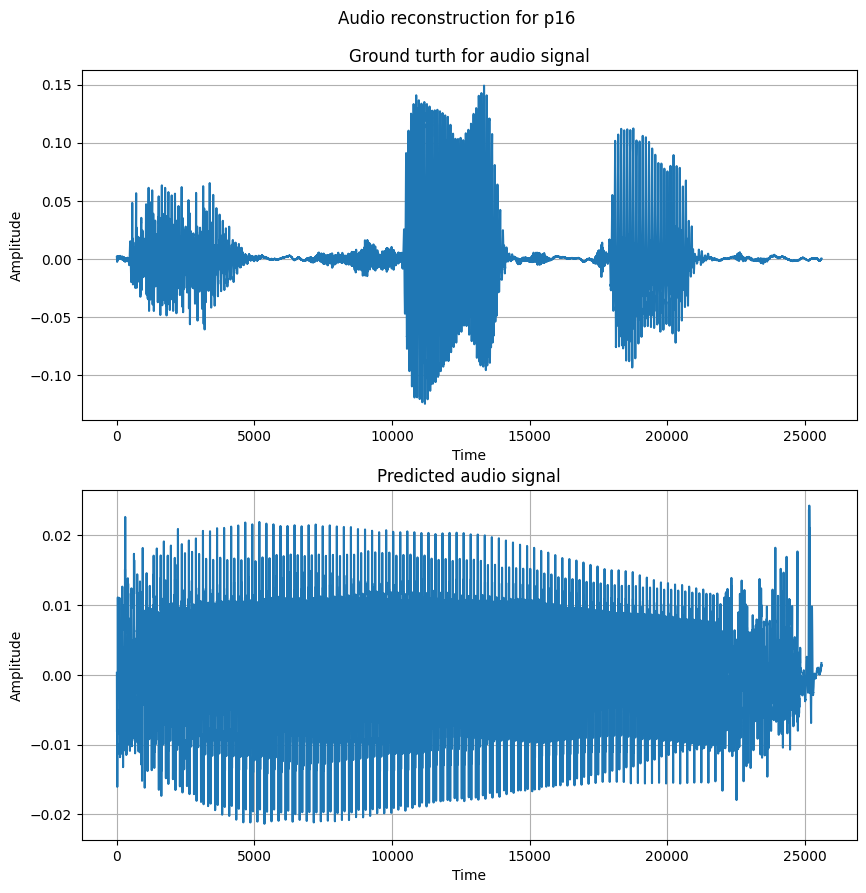 Audio reconstruction for p16
Ground turth for audio signal
0.15
0.10
0.05
0.00
−0.05
−0.10
Amplitude
0 5000 10000 15000 20000 25000
Time
Predicted audio signal
0.02
0.01
0.00
−0.01
−0.02
Amplitude
0 5000 10000 15000 20000 25000
Time